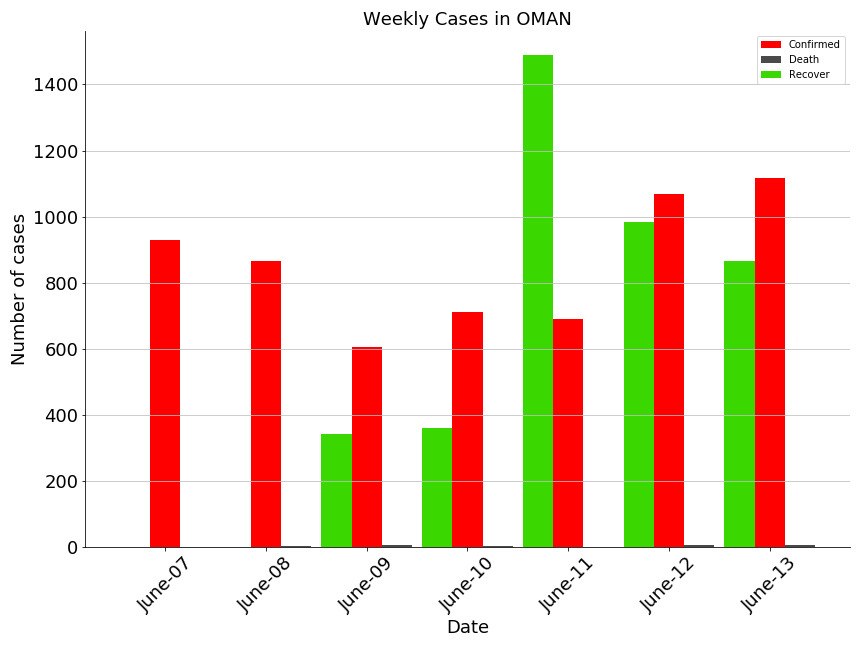 Weekly Cases in OMAN
Confirmed
Death
Recover
Number of cases
1400
1200
1000
800
600
400
200
0
June-07
June-08
June-09
June-10
June-11
June-12
June-13
Date